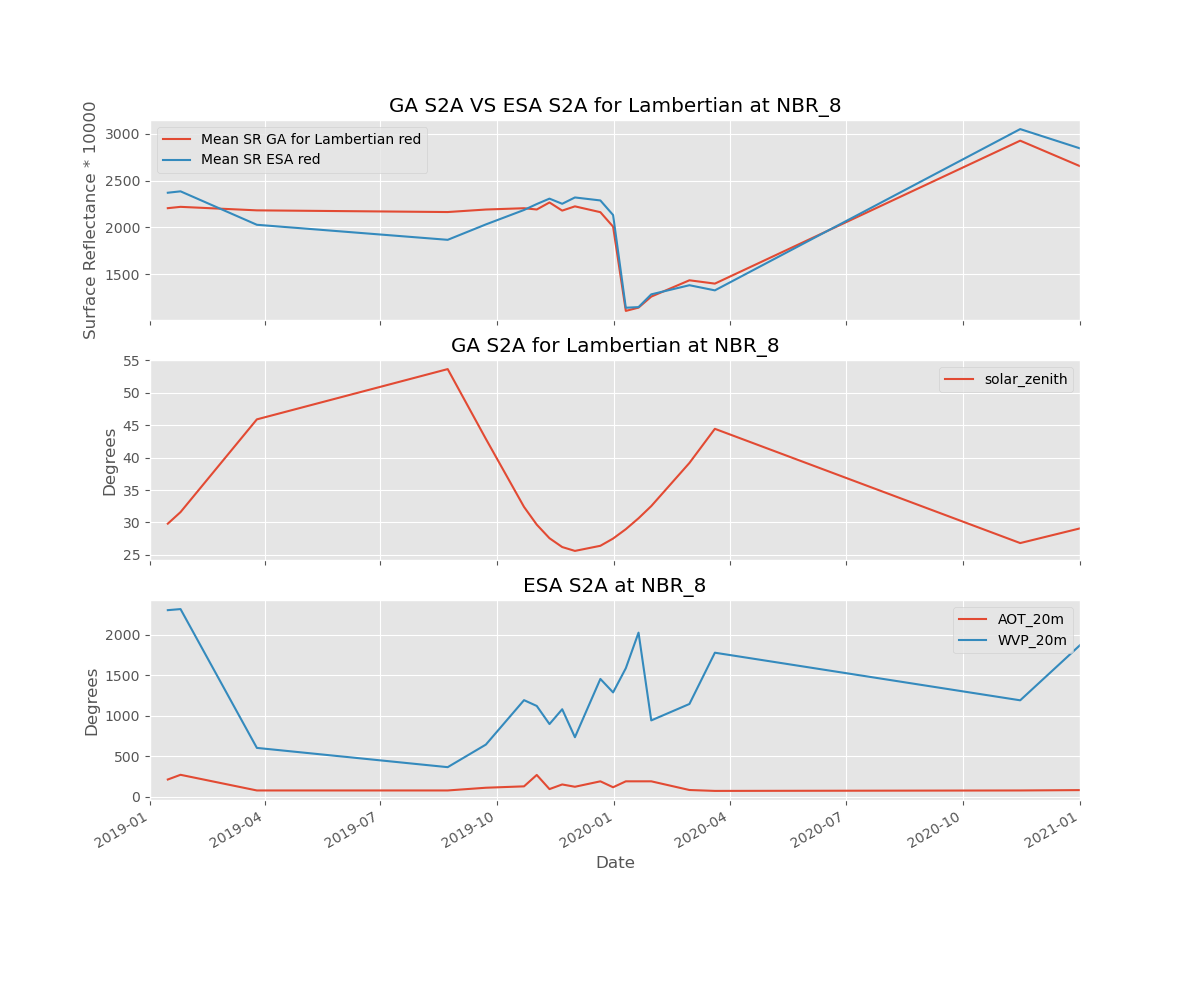 GA S2A VS ESA S2A for Lambertian at NBR_8
Surface Reflectance * 10000
3000
2500
2000
1500
Mean SR GA for Lambertian red
Mean SR ESA red
GA S2A for Lambertian at NBR_8
Degrees
55
50
45
40
35
30
25
solar_zenith
ESA S2A at NBR_8
Degrees
2000
1500
1000
500
0
AOT_20m
WVP_20m
2019-01
2019-04
2019-07
2019-10
2020-01
2020-04
2020-07
2020-10
2021-01
Date